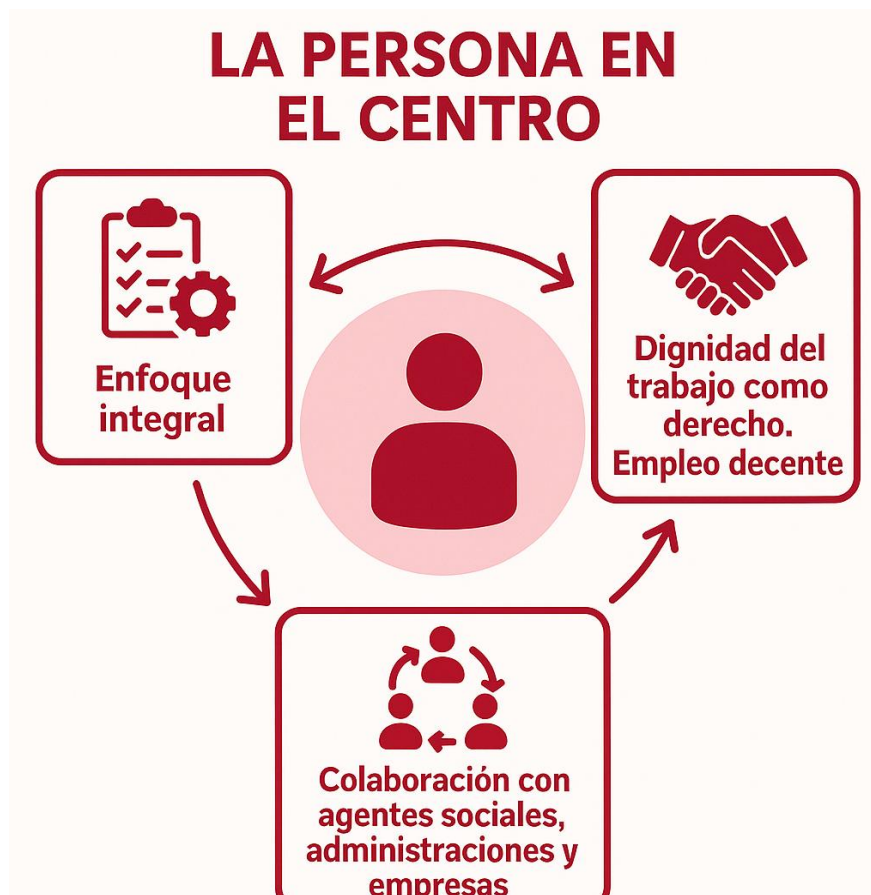 LA PERSONA EN
EL CENTRO
Enfoque
integral
Dignidad del
trabajo como
derecho.
Empleo decente
Colaboración con
agentes sociales,
administraciones y
empresas